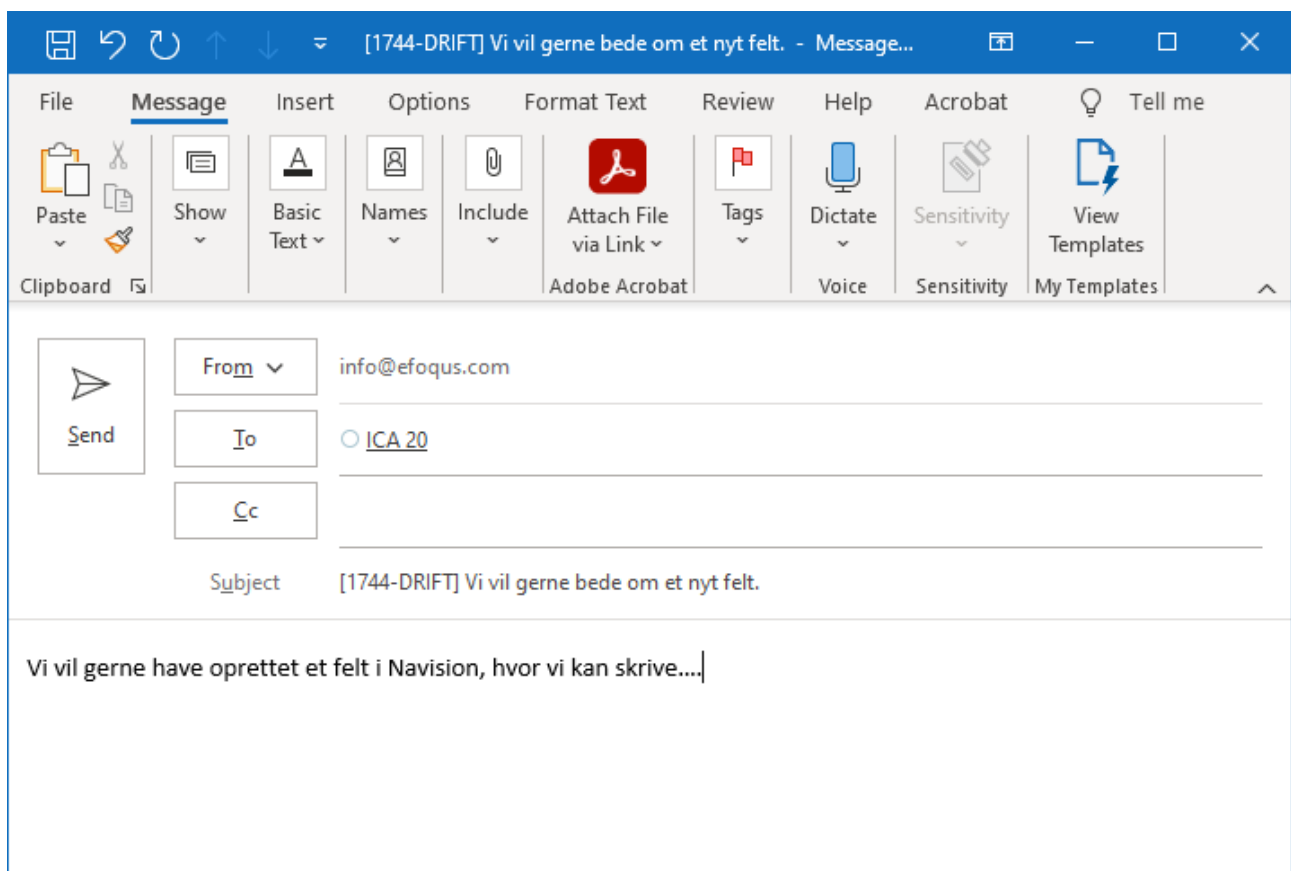 [1744-DRIFT] Vi vil gerne bede om et nyt felt. - Message...
File Message Insert Options Format Text Review Help Acrobat Tell me
Paste
Show
Basic
Text
Names
Include
Attach File
via Link
Tags
Dictate
Sensitivity
View
Templates
Clipboard
Adobe Acrobat
Voice
Sensitivity
My Templates
Send
From
info@efoqus.com
To
ICA 20
Cc
Subject
[1744-DRIFT] Vi vil gerne bede om et nyt felt.
Vi vil gerne have oprettet et felt i Navision, hvor vi kan skrive....